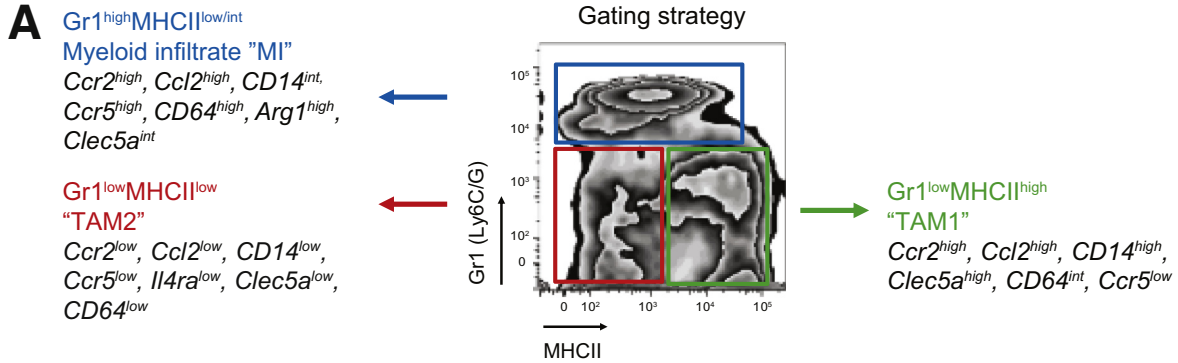 A
Gr1highMHCIIlow/int
Myeloid infiltrate ”MI”
Ccr2high, Ccl2high, CD14int,
Ccr5high, CD64high, Arg1high,
Clec5aint
Gr1lowMHCIIlow
“TAM2”
Ccr2low, Ccl2low, CD14low,
Ccr5low, Il4ralow, Clec5alow,
CD64low
Gating strategy
Gr1 (Ly6C/G)
10⁵
10⁴
10³
10²
0
0 10² 10³ 10⁴ 10⁵
MHCII
Gr1lowMHCIIhigh
“TAM1”
Ccr2high, Ccl2high, CD14high,
Clec5ahigh, CD64int, Ccr5low